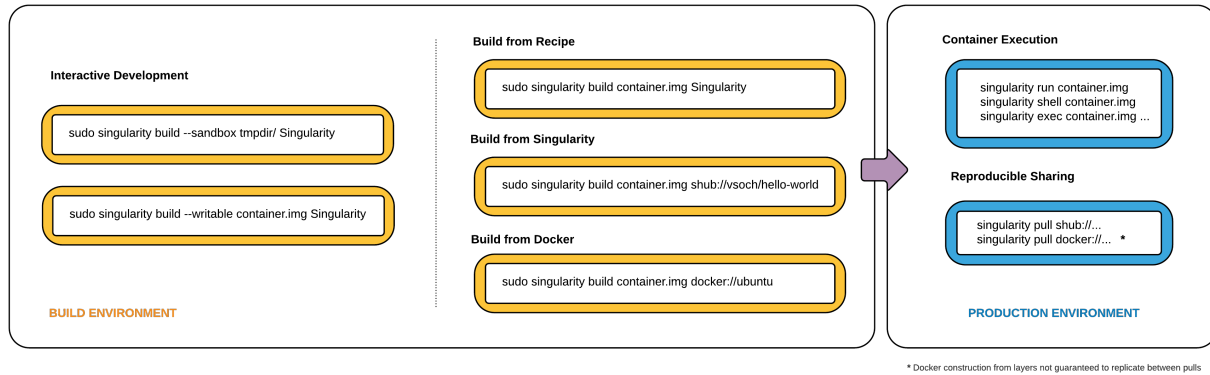 Interactive Development
sudo singularity build --sandbox tmpdir/ Singularity
sudo singularity build --writable container.img Singularity
BUILD ENVIRONMENT
Build from Recipe
sudo singularity build container.img Singularity
Build from Singularity
sudo singularity build container.img shub://vsoch/hello-world
Build from Docker
sudo singularity build container.img docker://ubuntu
Container Execution
singularity run container.img
singularity shell container.img
singularity exec container.img ...
Reproducible Sharing
singularity pull shub://...
singularity pull docker://... *
PRODUCTION ENVIRONMENT
* Docker construction from layers not guaranteed to replicate between pulls